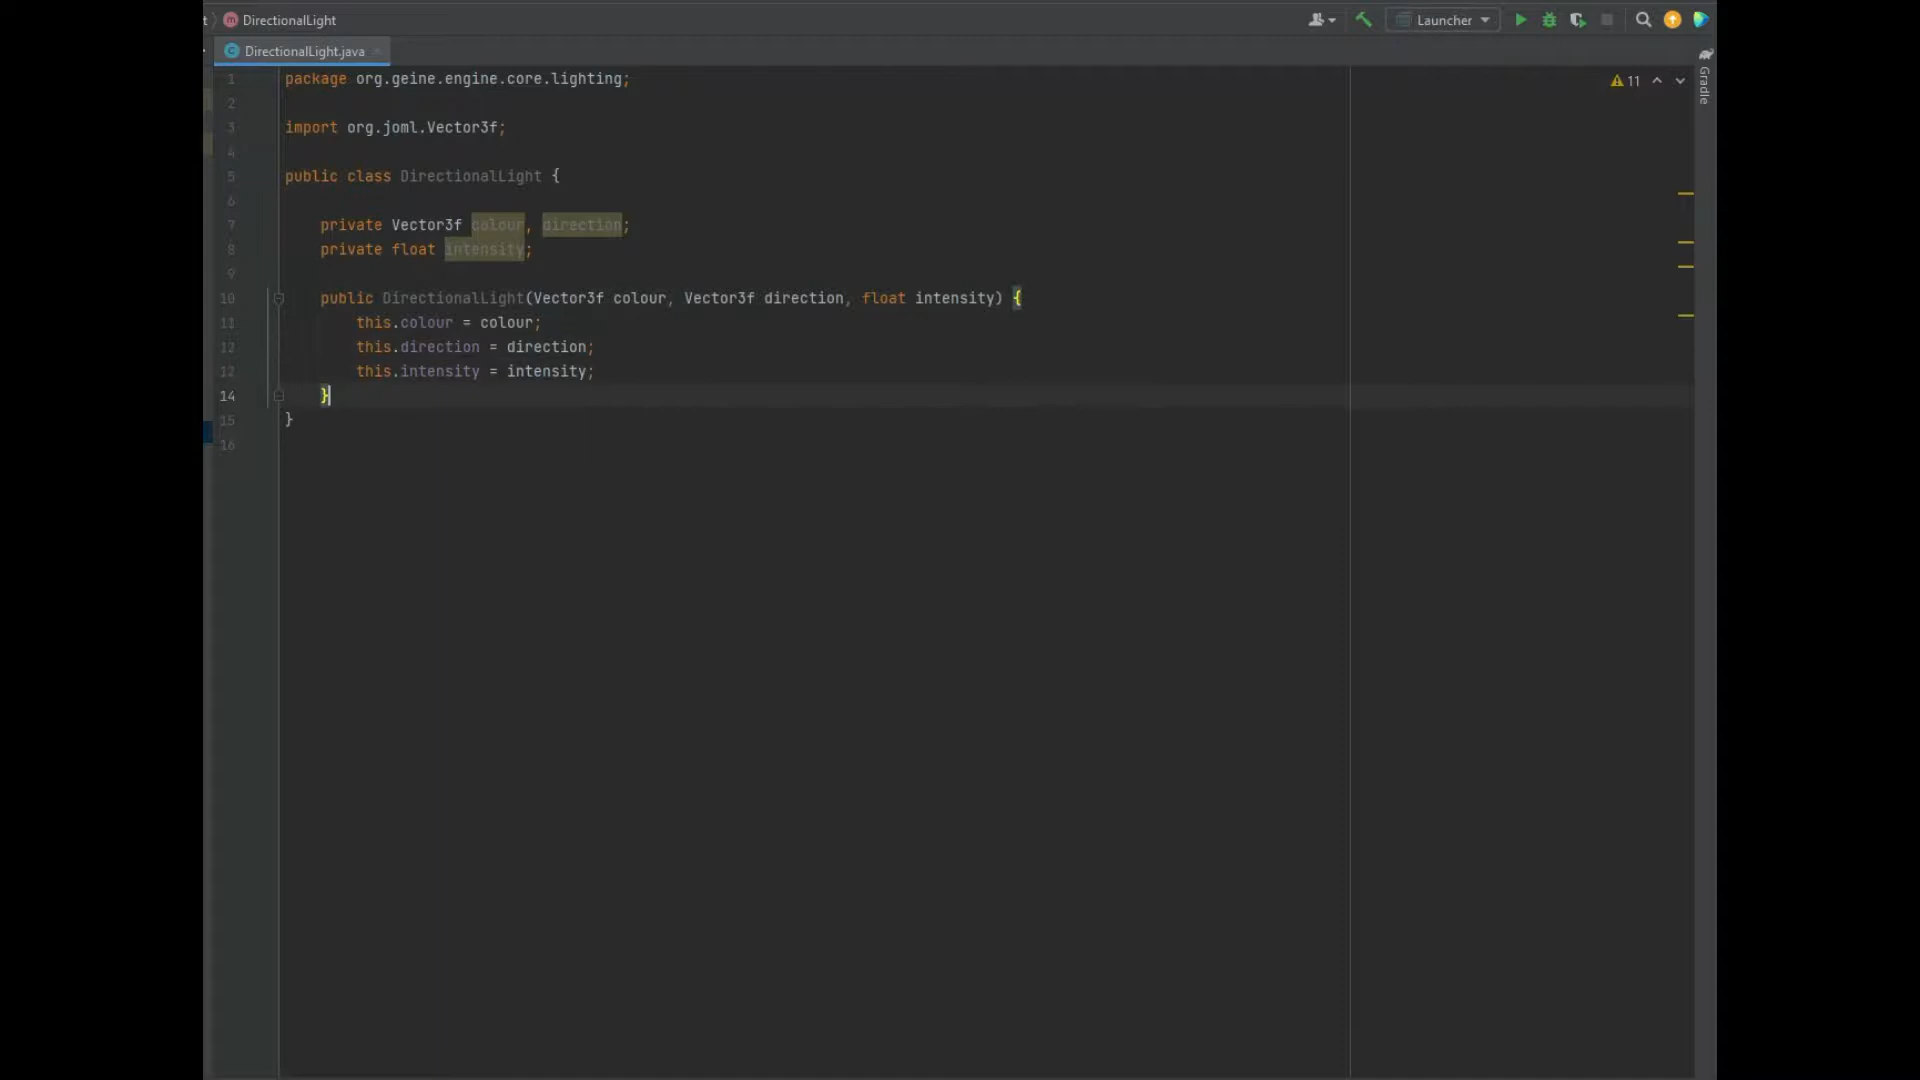 t DirectionalLight Launcher
DirectionalLight.java
11
Gradle
1 package org.geine.engine.core.lighting;
2
3 import org.joml.Vector3f;
4
5 public class DirectionalLight {
6
7 private Vector3f colour, direction;
8 private float intensity;
9
10 public DirectionalLight(Vector3f colour, Vector3f direction, float intensity) {
11 this.colour = colour;
12 this.direction = direction;
12 this.intensity = intensity;
14 }
15 }
16